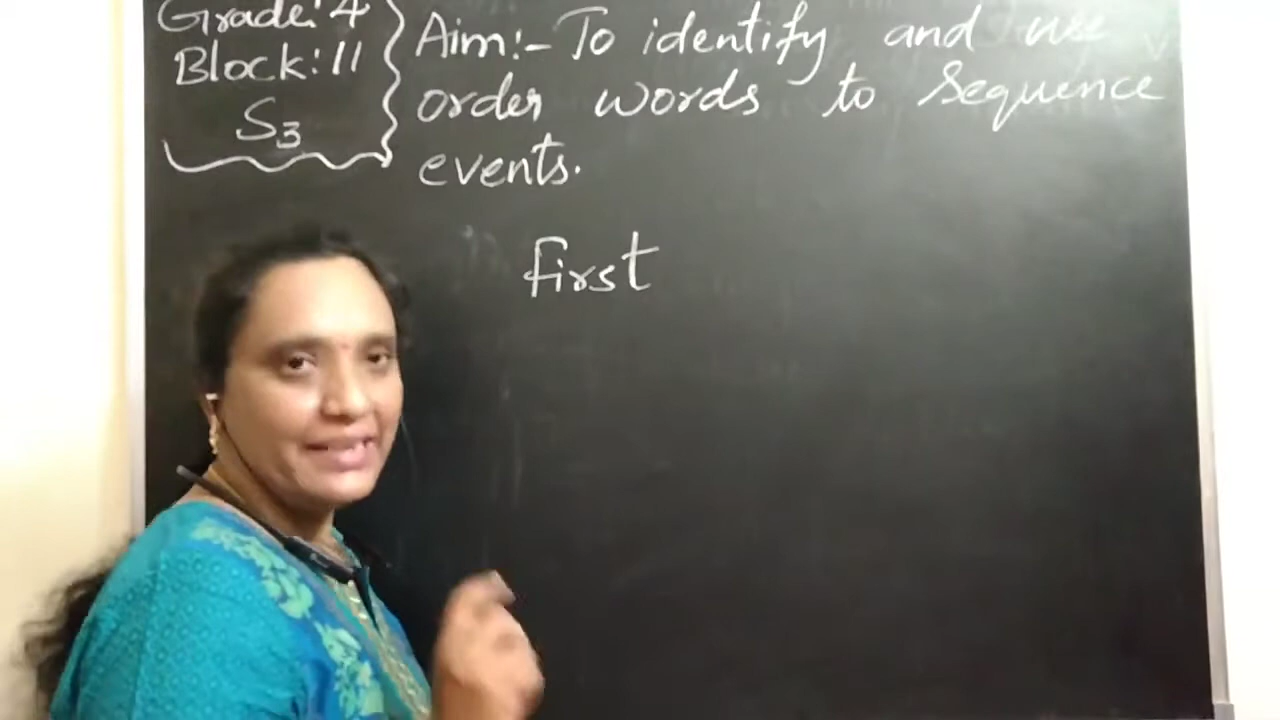 Grade: 4
Block: 11
S3
Aim:- To identify and use
order words to Sequence
events.
first